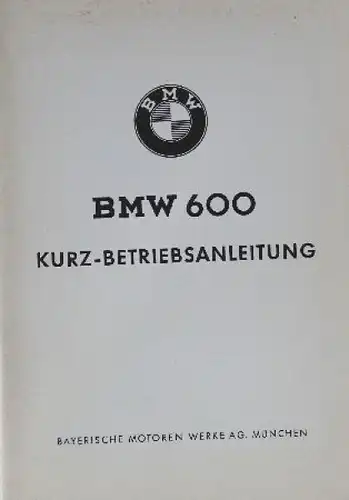 BMW
BMW 600
KURZ-BETRIEBSANLEITUNG
BAYERISCHE MOTOREN WERKE AG. MÜNCHEN